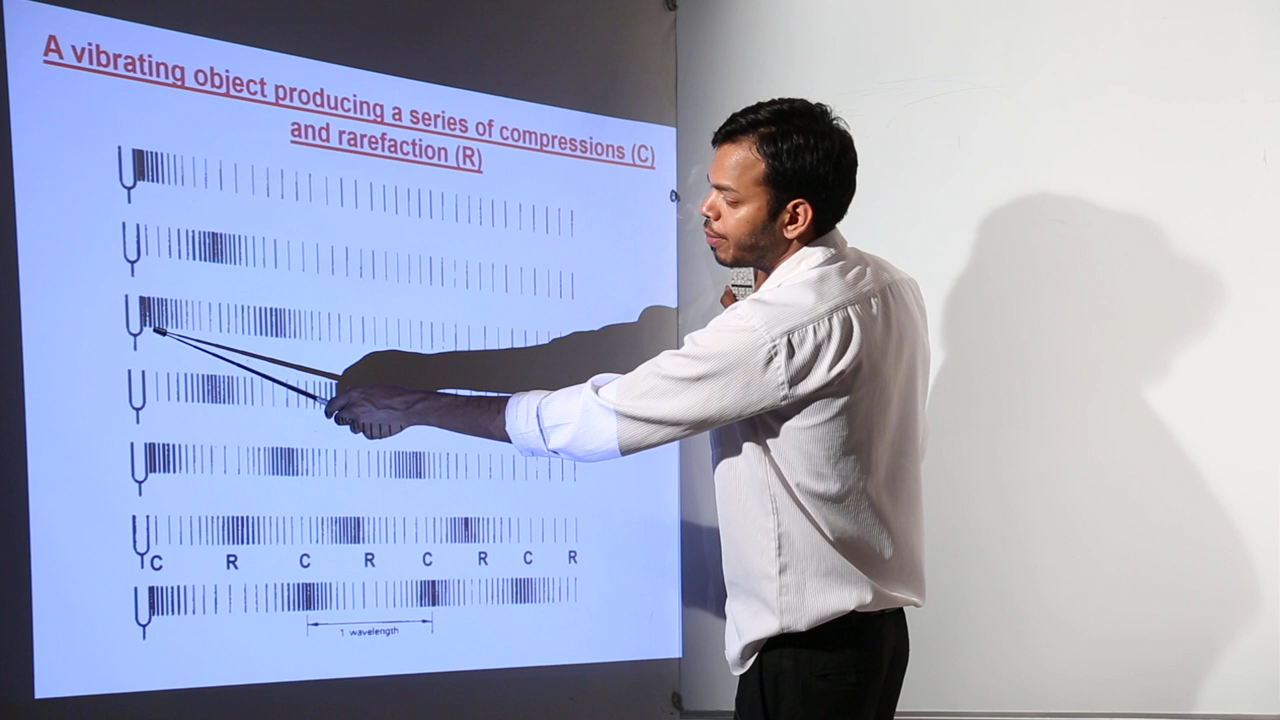 A vibrating object producing a series of compressions (C)
and rarefaction (R)
C R C R C R C R
1 wavelength